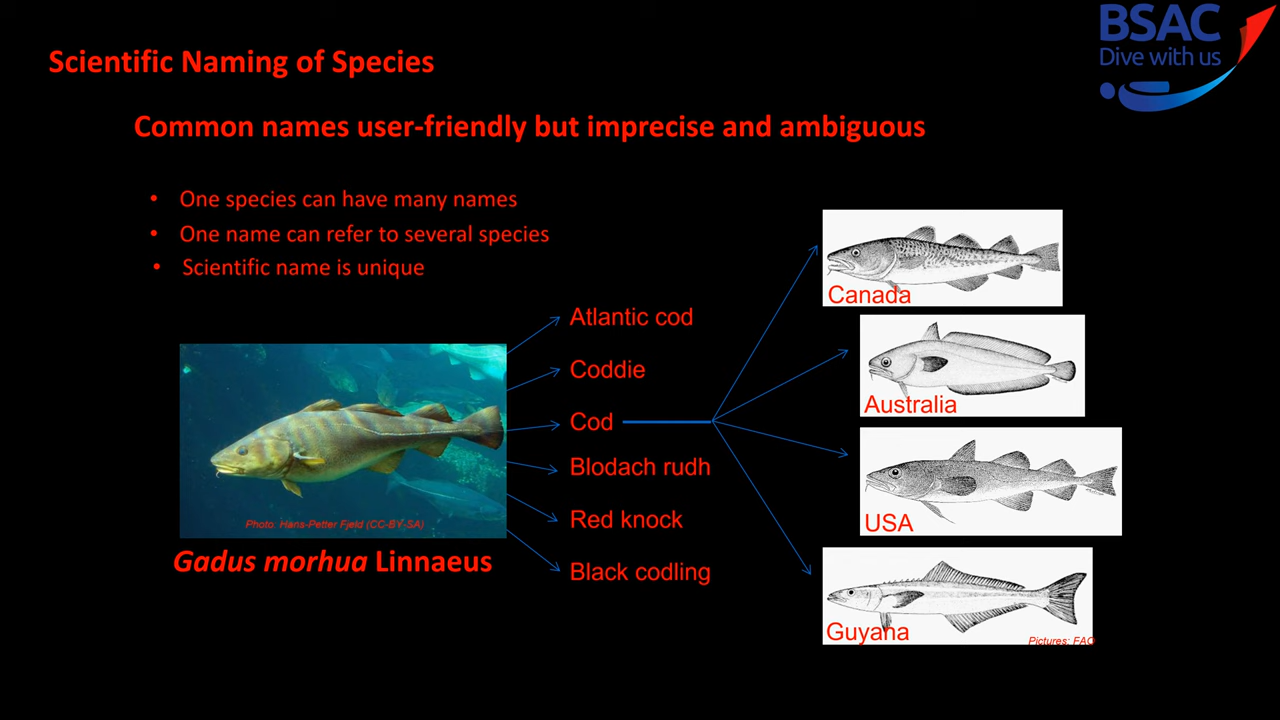 BSAC
Dive with us
Scientific Naming of Species
Common names user-friendly but imprecise and ambiguous
• One species can have many names
• One name can refer to several species
• Scientific name is unique
Atlantic cod
Coddie
Cod
Blodach rudh
Red knock
Black codling
Photo: Hans-Petter Fjeld (CC-BY-SA)
Gadus morhua Linnaeus
Canada
Australia
USA
Guyana
Pictures: FAO